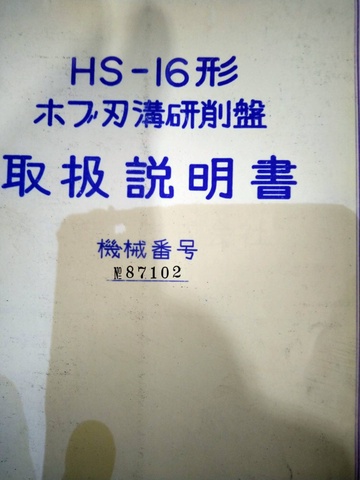 HS-16形
ホブ刃溝研削盤
取扱説明書
機械番号
№87102